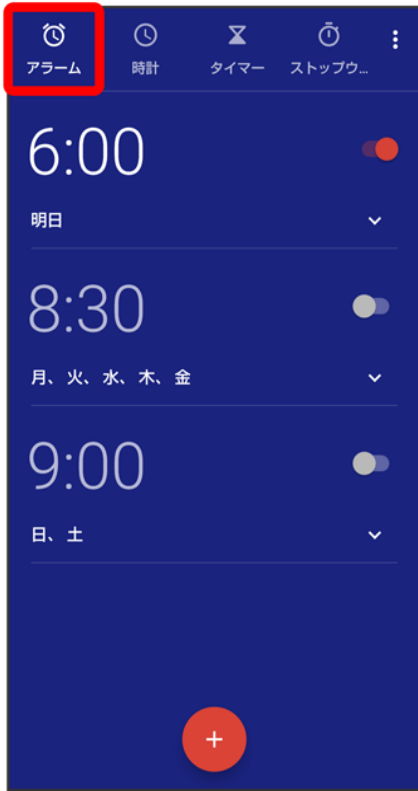 アラーム 時計 タイマー ストップウ...
6:00
明日
8:30
月、火、水、木、金
9:00
日、土